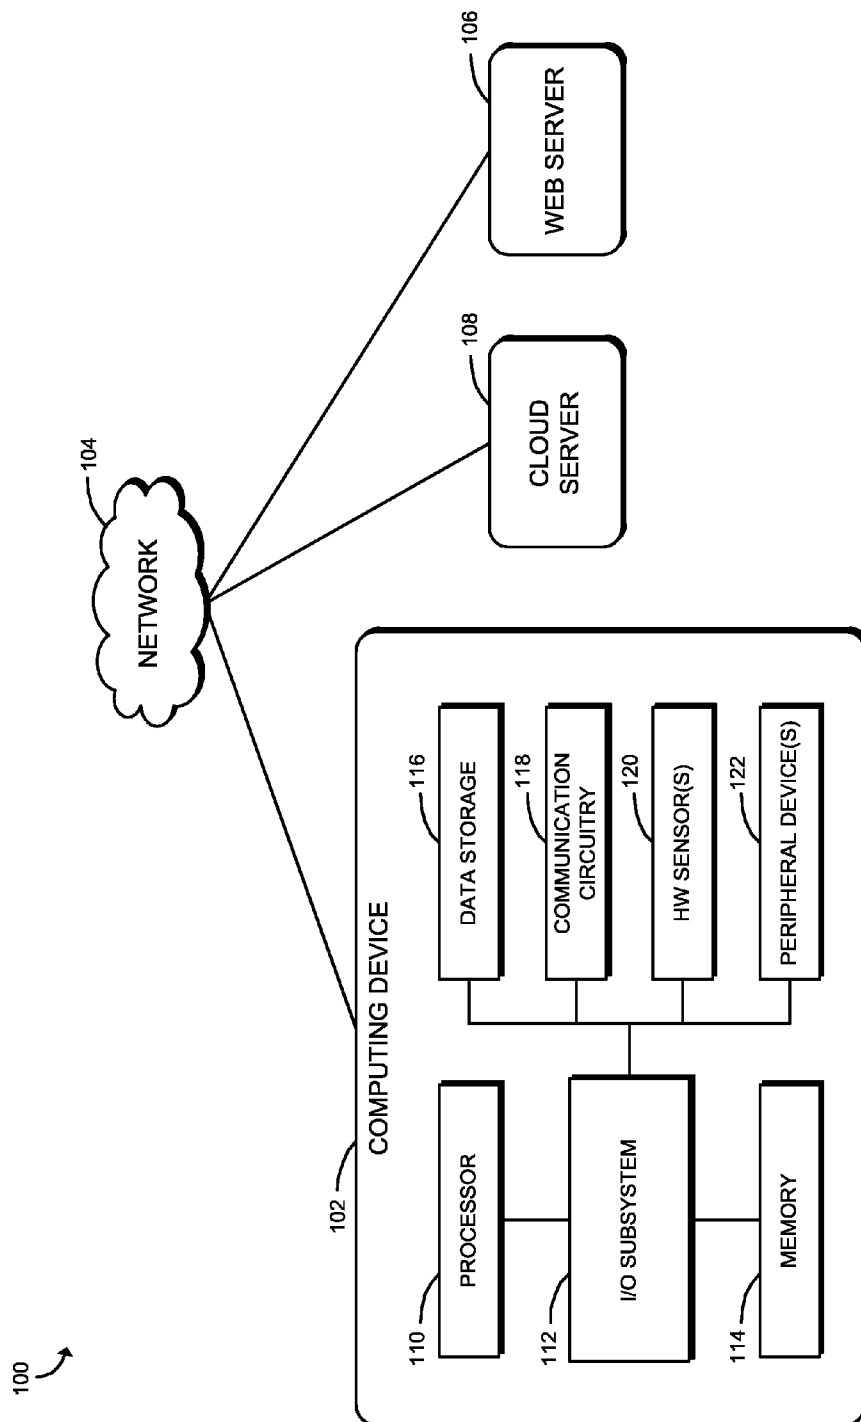 100
NETWORK
104
102
COMPUTING DEVICE
110
PROCESSOR
112
I/O SUBSYSTEM
114
MEMORY
116
DATA STORAGE
118
COMMUNICATION
CIRCUITRY
120
HW SENSOR(S)
122
PERIPHERAL DEVICE(S)
108
CLOUD
SERVER
106
WEB SERVER